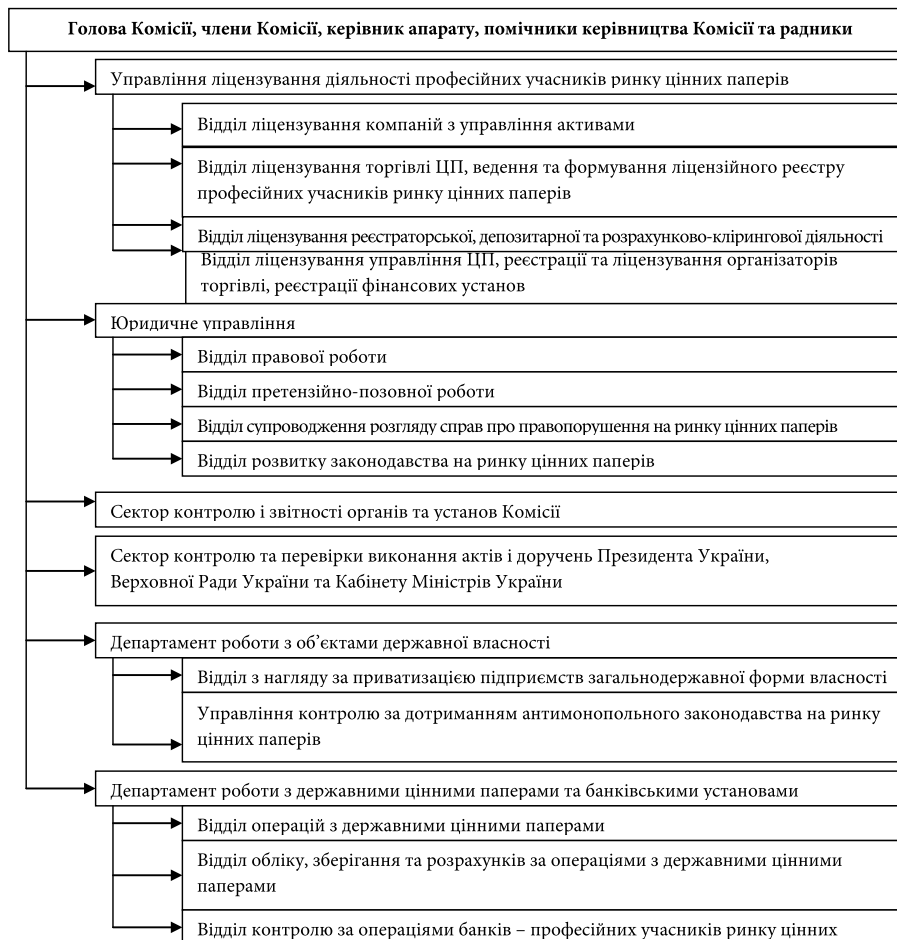 Голова Комісії, члени Комісії, керівник апарату, помічники керівництва Комісії та радники
Управління ліцензування діяльності професійних учасників ринку цінних паперів
Відділ ліцензування компаній з управління активами
Відділ ліцензування торгівлі ЦП, ведення та формування ліцензійного реєстру
професійних учасників ринку цінних паперів
Відділ ліцензування реєстраторської, депозитарної та розрахунково-клірингової діяльності
Відділ ліцензування управління ЦП, реєстрації та ліцензування організаторів
торгівлі, реєстрації фінансових установ
Юридичне управління
Відділ правової роботи
Відділ претензійно-позовної роботи
Відділ супроводження розгляду справ про правопорушення на ринку цінних паперів
Відділ розвитку законодавства на ринку цінних паперів
Сектор контролю і звітності органів та установ Комісії
Сектор контролю та перевірки виконання актів і доручень Президента України,
Верховної Ради України та Кабінету Міністрів України
Департамент роботи з об’єктами державної власності
Відділ з нагляду за приватизацією підприємств загальнодержавної форми власності
Управління контролю за дотриманням антимонопольного законодавства на ринку
цінних паперів
Департамент роботи з державними цінними паперами та банківськими установами
Відділ операцій з державними цінними паперами
Відділ обліку, зберігання та розрахунків за операціями з державними цінними
паперами
Відділ контролю за операціями банків – професійних учасників ринку цінних